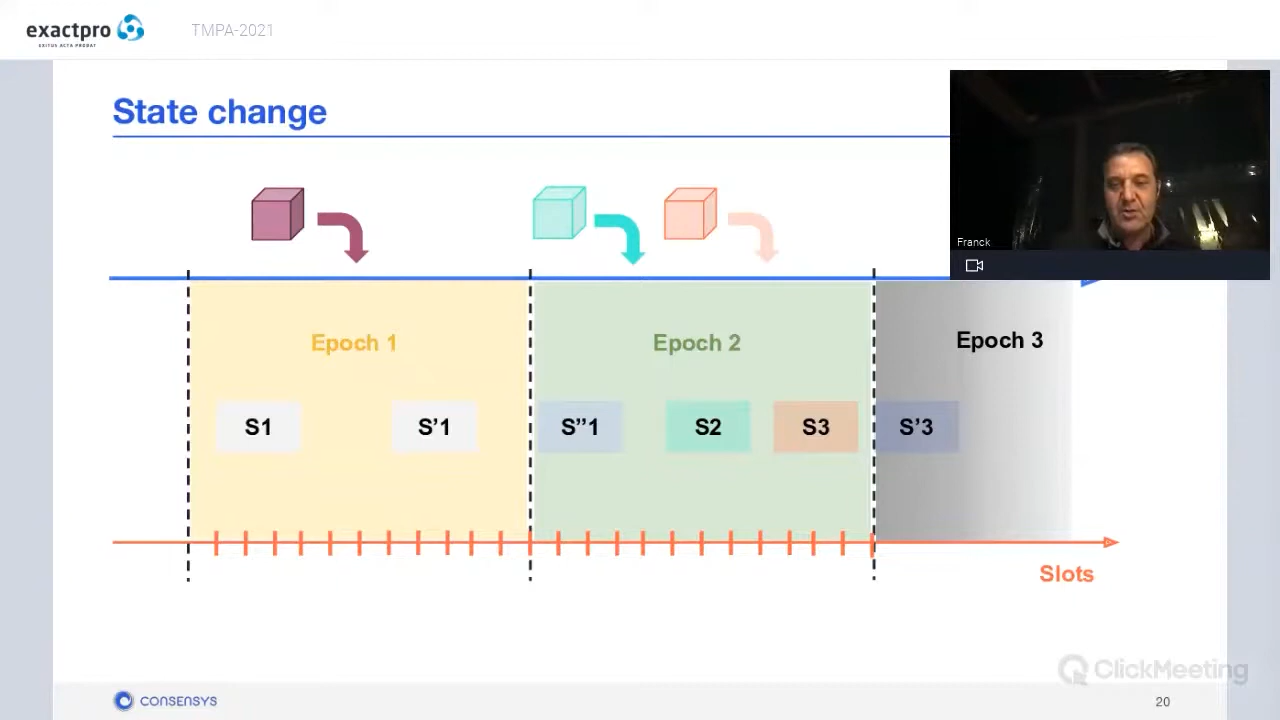 exactpro
EXITUS ACTA PROBAT
TMPA-2021
State change
Franck
Epoch 1
Epoch 2
Epoch 3
S1
S’1
S”1
S2
S3
S’3
Slots
ClickMeeting
CONSENSYS
20